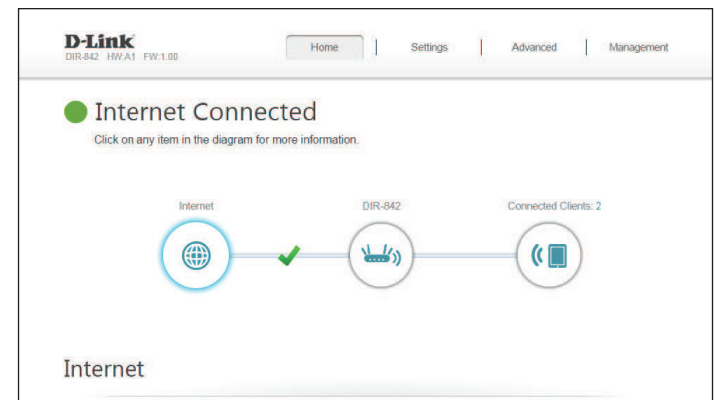 D-Link
DIR-842 HW:A1 FW:1.00
Home | Settings | Advanced | Management
Internet Connected
Click on any item in the diagram for more information.
Internet
DIR-842
Connected Clients: 2
Internet